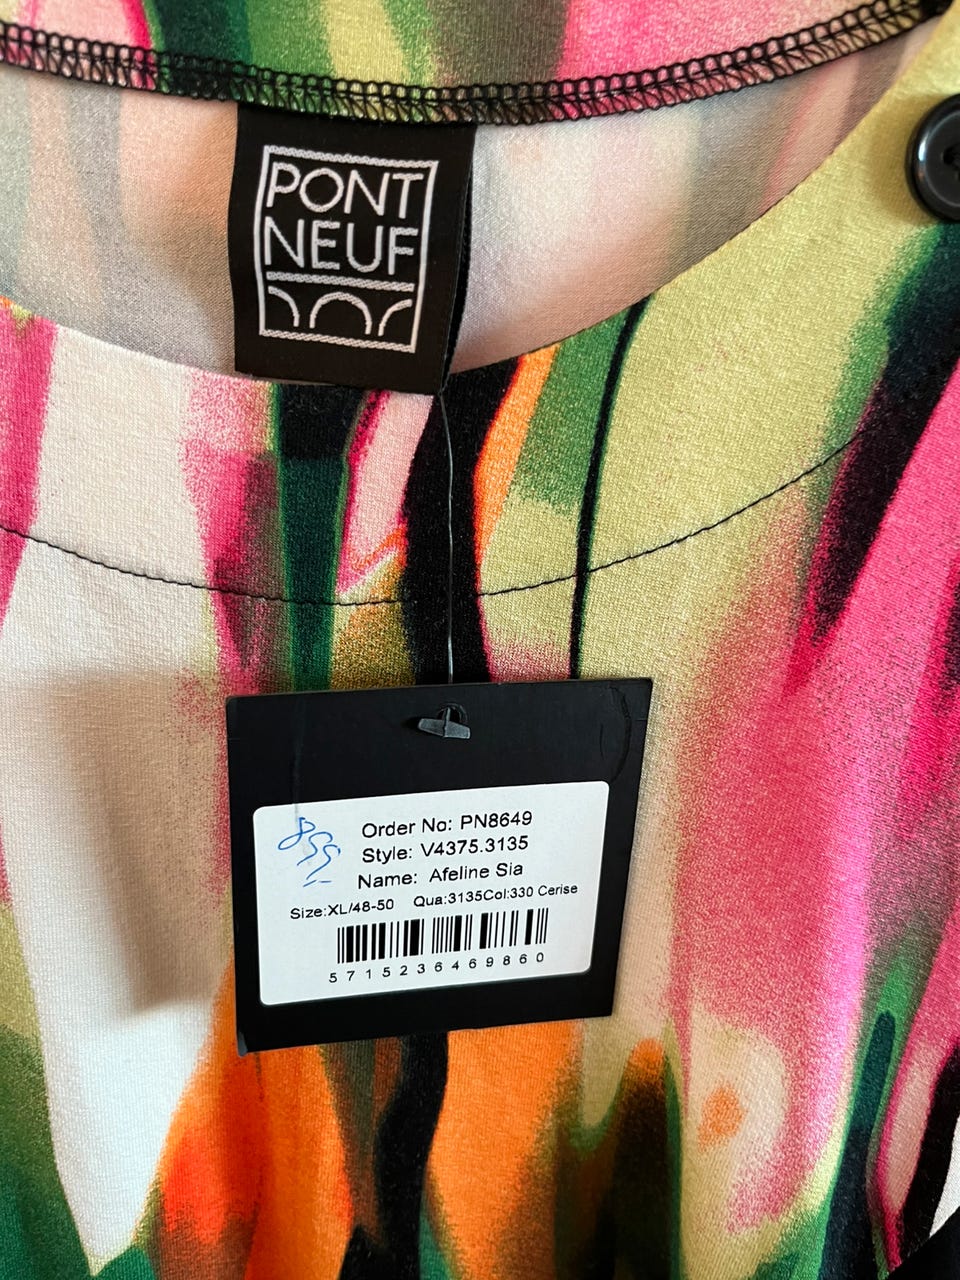 PONT
NEUF
Order No: PN8649
Style: V4375.3135
Name: Afeline Sia
Size:XL/48-50 Qua:3135Col:330 Cerise
5715236469860